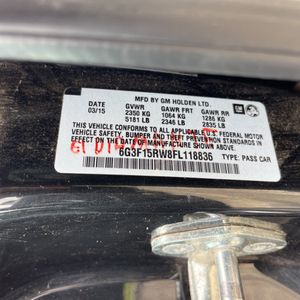 MFD BY GM HOLDEN LTD
DATE GVWR GAWR FRT GAWR RR
03/15 2350 KG 1064 KG 1286 KG
5181 LB 2346 LB 2835 LB
THIS VEHICLE CONFORMS TO ALL APPLICABLE U.S. FEDERAL MOTOR
VEHICLE SAFETY, BUMPER AND THEFT PREVENTION STANDARDS
IN EFFECT ON THE DATE OF MANUFACTURE SHOWN ABOVE.
6G3F15RW8FL118836 TYPE: PASS CAR
GM